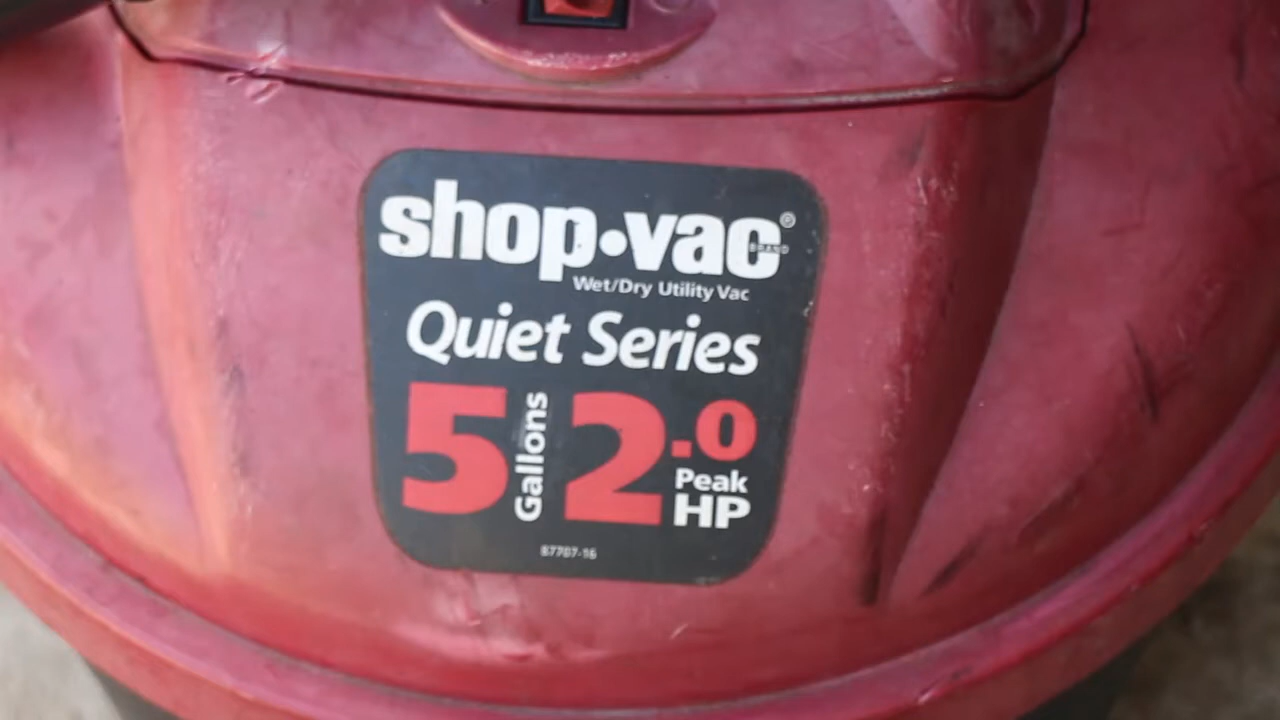 shop·vac®
BRAND
Wet/Dry Utility Vac
Quiet Series
5 Gallons 2.0 Peak HP
87707-16